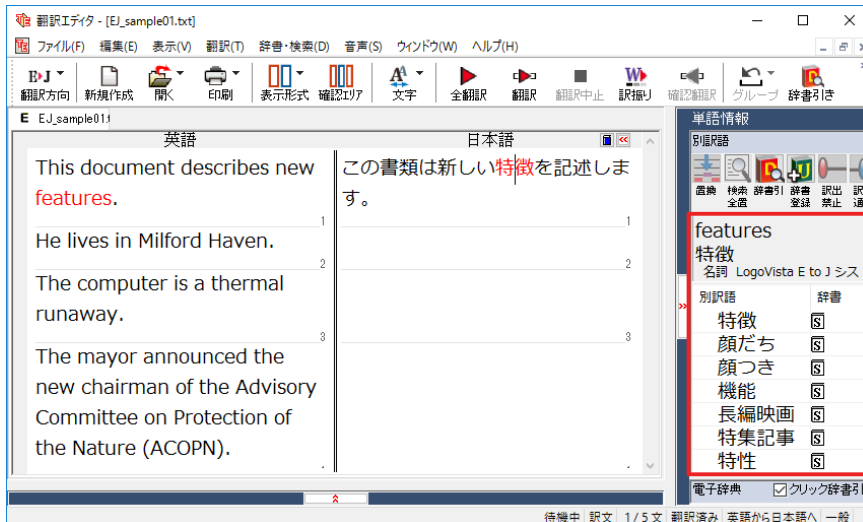 翻訳エディタ - [EJ_sample01.txt]
ファイル(F) 編集(E) 表示(V) 翻訳(T) 辞書・検索(D) 音声(S) ウィンドウ(W) ヘルプ(H)
E▸J
翻訳方向 新規作成 開く 印刷 表示形式 確認エリア 文字 全翻訳 翻訳 翻訳中止 訳振り 確認翻訳 グループ 辞書引き
E EJ_sample01.t
英語 日本語
This document describes new
features.
1
この書類は新しい特徴を記述しま
す。
1
He lives in Milford Haven.
2
2
The computer is a thermal
runaway.
3
3
The mayor announced the
new chairman of the Advisory
Committee on Protection of
the Nature (ACOPN).
単語情報
別訳語
置換 検索全置 辞書引 辞書登録 訳出禁止
features
特徴
名詞 LogoVista E to J シス
別訳語 辞書
特徴 S
顔だち S
顔つき S
機能 S
長編映画 S
特集記事 S
特性 S
電子辞典 クリック辞書引
待機中 訳文 1/5文 翻訳済み 英語から日本語へ 一般